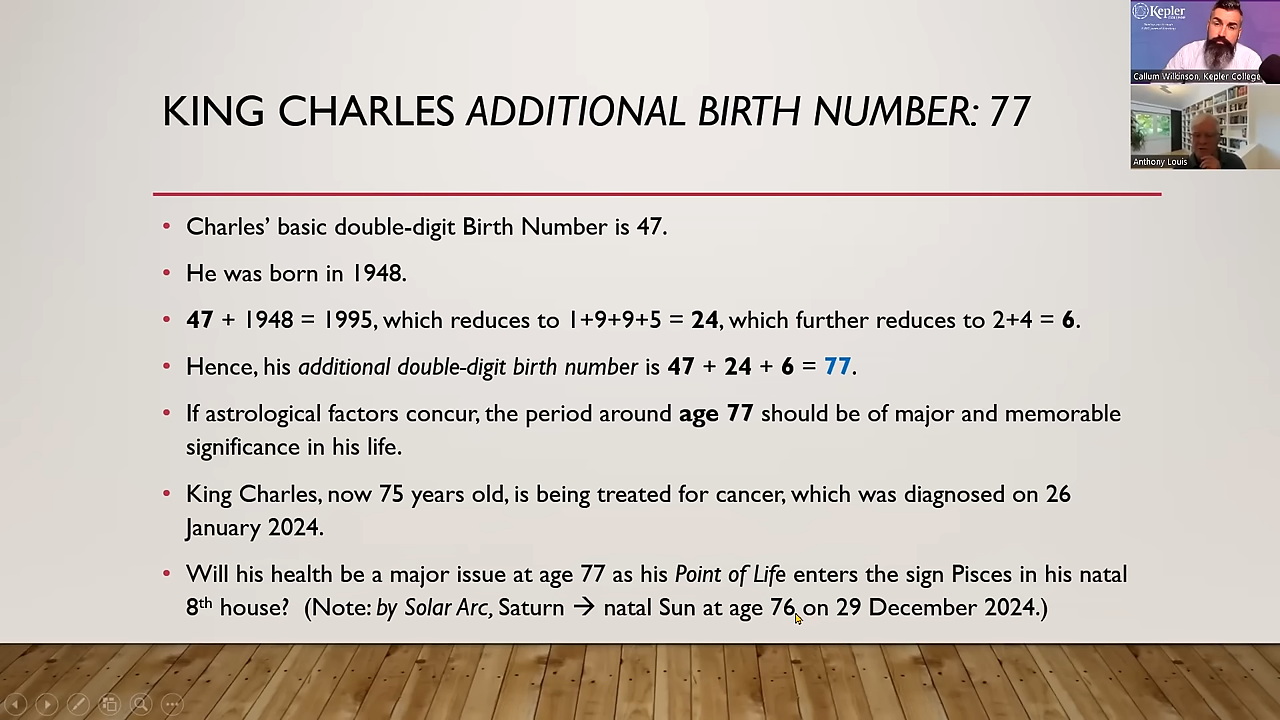 KING CHARLES ADDITIONAL BIRTH NUMBER: 77
• Charles’ basic double-digit Birth Number is 47.
• He was born in 1948.
• 47 + 1948 = 1995, which reduces to 1+9+9+5 = 24, which further reduces to 2+4 = 6.
• Hence, his additional double-digit birth number is 47 + 24 + 6 = 77.
• If astrological factors concur, the period around age 77 should be of major and memorable
significance in his life.
• King Charles, now 75 years old, is being treated for cancer, which was diagnosed on 26
January 2024.
• Will his health be a major issue at age 77 as his Point of Life enters the sign Pisces in his natal
8th house? (Note: by Solar Arc, Saturn → natal Sun at age 76 on 29 December 2024.)
Kepler
COLLEGE
Callum Wilkinson, Kepler College
Anthony Louis